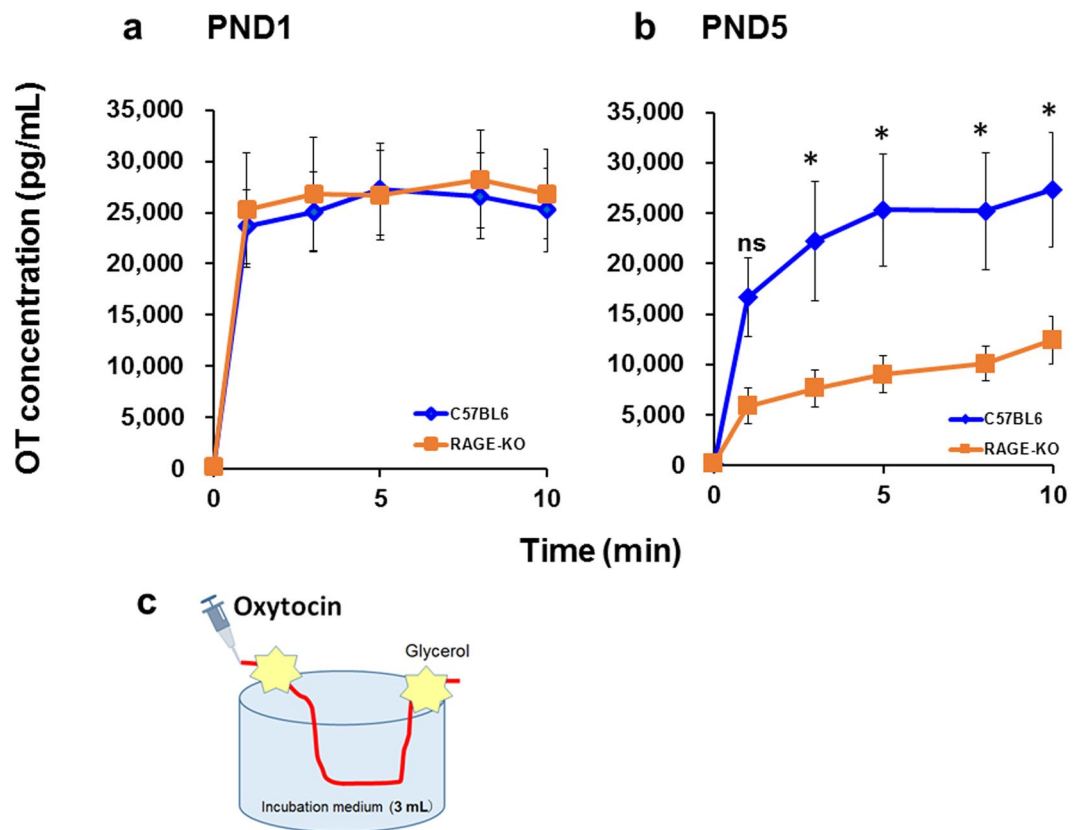 a PND1
b PND5
OT concentration (pg/mL)
35,000
30,000
25,000
20,000
15,000
10,000
5,000
0
C57BL6
RAGE-KO
0 5 10
35,000
30,000
25,000
20,000
15,000
10,000
5,000
0
ns
*
*
*
*
C57BL6
RAGE-KO
0 5 10
Time (min)
c
Oxytocin
Glycerol
Incubation medium (3 mL)